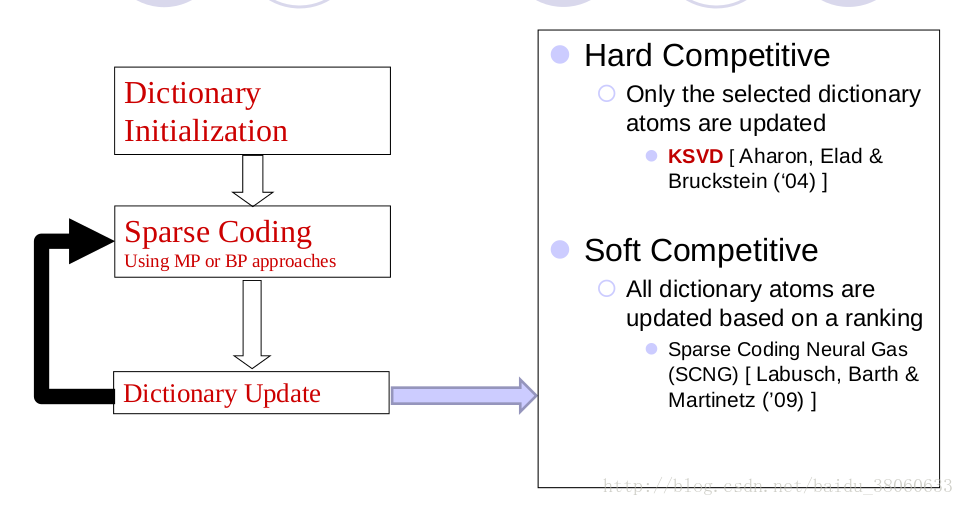 Dictionary
Initialization
Sparse Coding
Using MP or BP approaches
Dictionary Update
Hard Competitive
Only the selected dictionary
atoms are updated
KSVD [ Aharon, Elad &
Bruckstein (‘04) ]
Soft Competitive
All dictionary atoms are
updated based on a ranking
Sparse Coding Neural Gas
(SCNG) [ Labusch, Barth &
Martinetz (’09) ]
http://blog.csdn.net/baidu_38060633